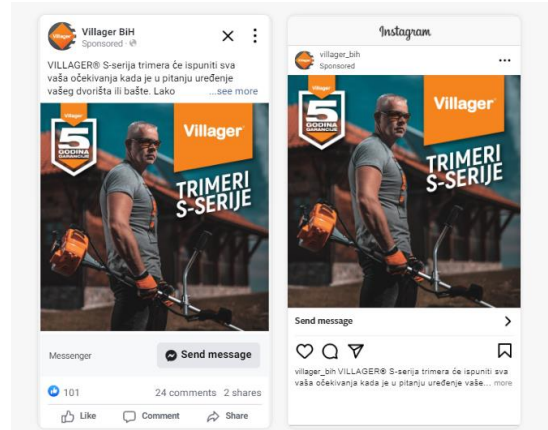 Villager BiH
Sponsored ·
VILLAGER® S-serija trimera će ispuniti sva
vaša očekivanja kada je u pitanju uređenje
vašeg dvorišta ili bašte. Lako ...see more
Villager
5
GODINA
GARANCIJE
Villager
TRIMERI
S-SERIJE
Messenger
Send message
101
24 comments 2 shares
Like
Comment
Share
Instagram
villager_bih
Sponsored
Villager
5
GODINA
GARANCIJE
Villager
TRIMERI
S-SERIJE
Send message
villager_bih VILLAGER® S-serija trimera će ispuniti sva
vaša očekivanja kada je u pitanju uređenje vaše... more